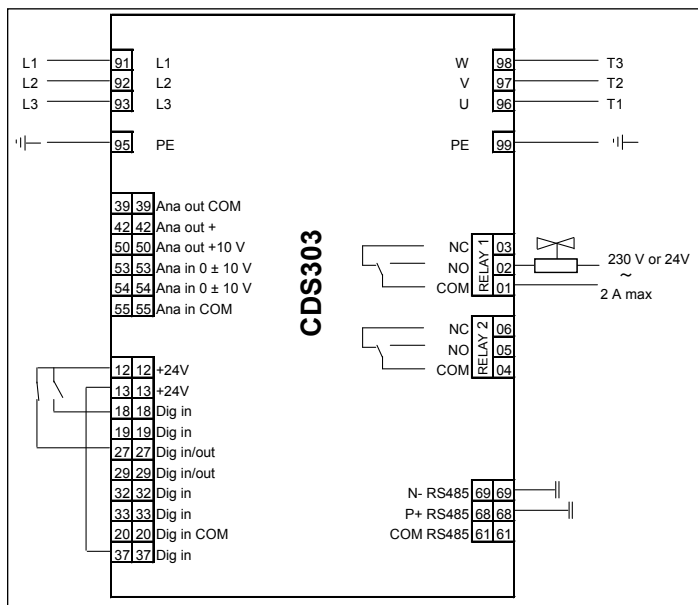 L1 91 L1
L2 92 L2
L3 93 L3
95 PE
39 39 Ana out COM
42 42 Ana out +
50 50 Ana out +10 V
53 53 Ana in 0 ± 10 V
54 54 Ana in 0 ± 10 V
55 55 Ana in COM
12 12 +24V
13 13 +24V
18 18 Dig in
19 19 Dig in
27 27 Dig in/out
29 29 Dig in/out
32 32 Dig in
33 33 Dig in
20 20 Dig in COM
37 37 Dig in
CDS303
W 98 T3
V 97 T2
U 96 T1
PE 99
NC 03
NO 02
COM 01
RELAY 1
230 V or 24V
~
2 A max
NC 06
NO 05
COM 04
RELAY 2
N- RS485 69 69
P+ RS485 68 68
COM RS485 61 61